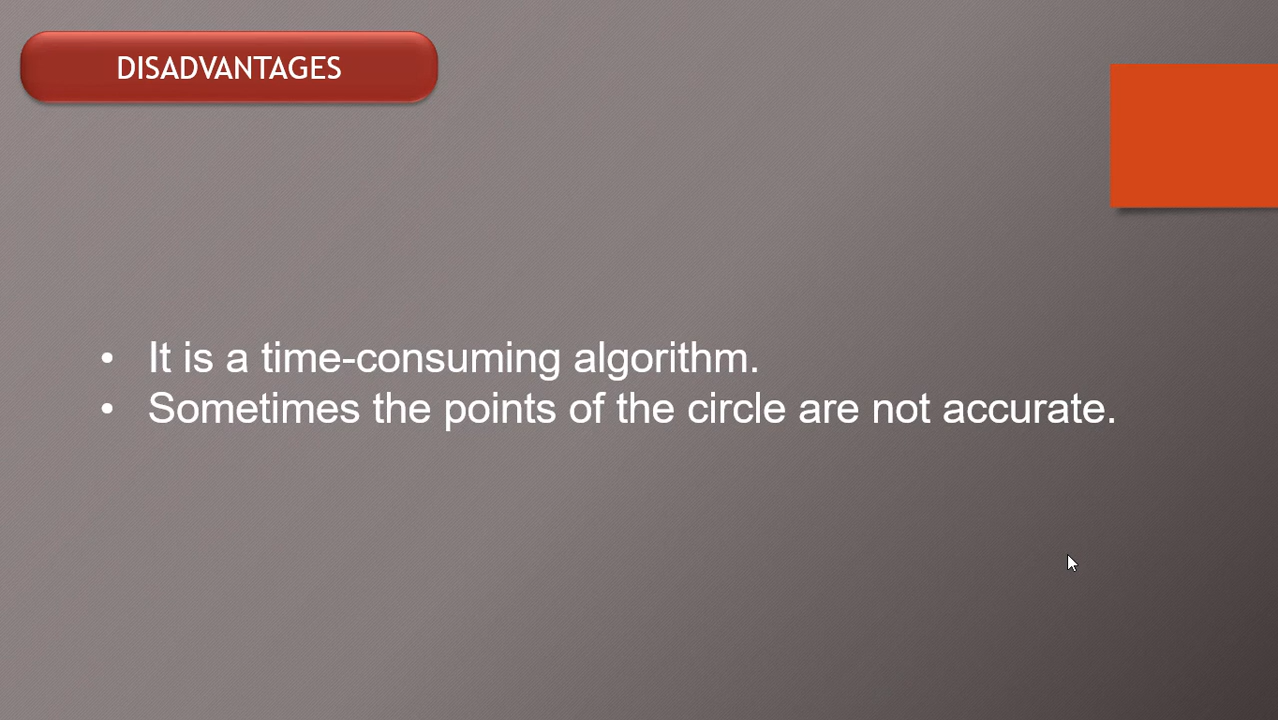 DISADVANTAGES
• It is a time-consuming algorithm.
• Sometimes the points of the circle are not accurate.